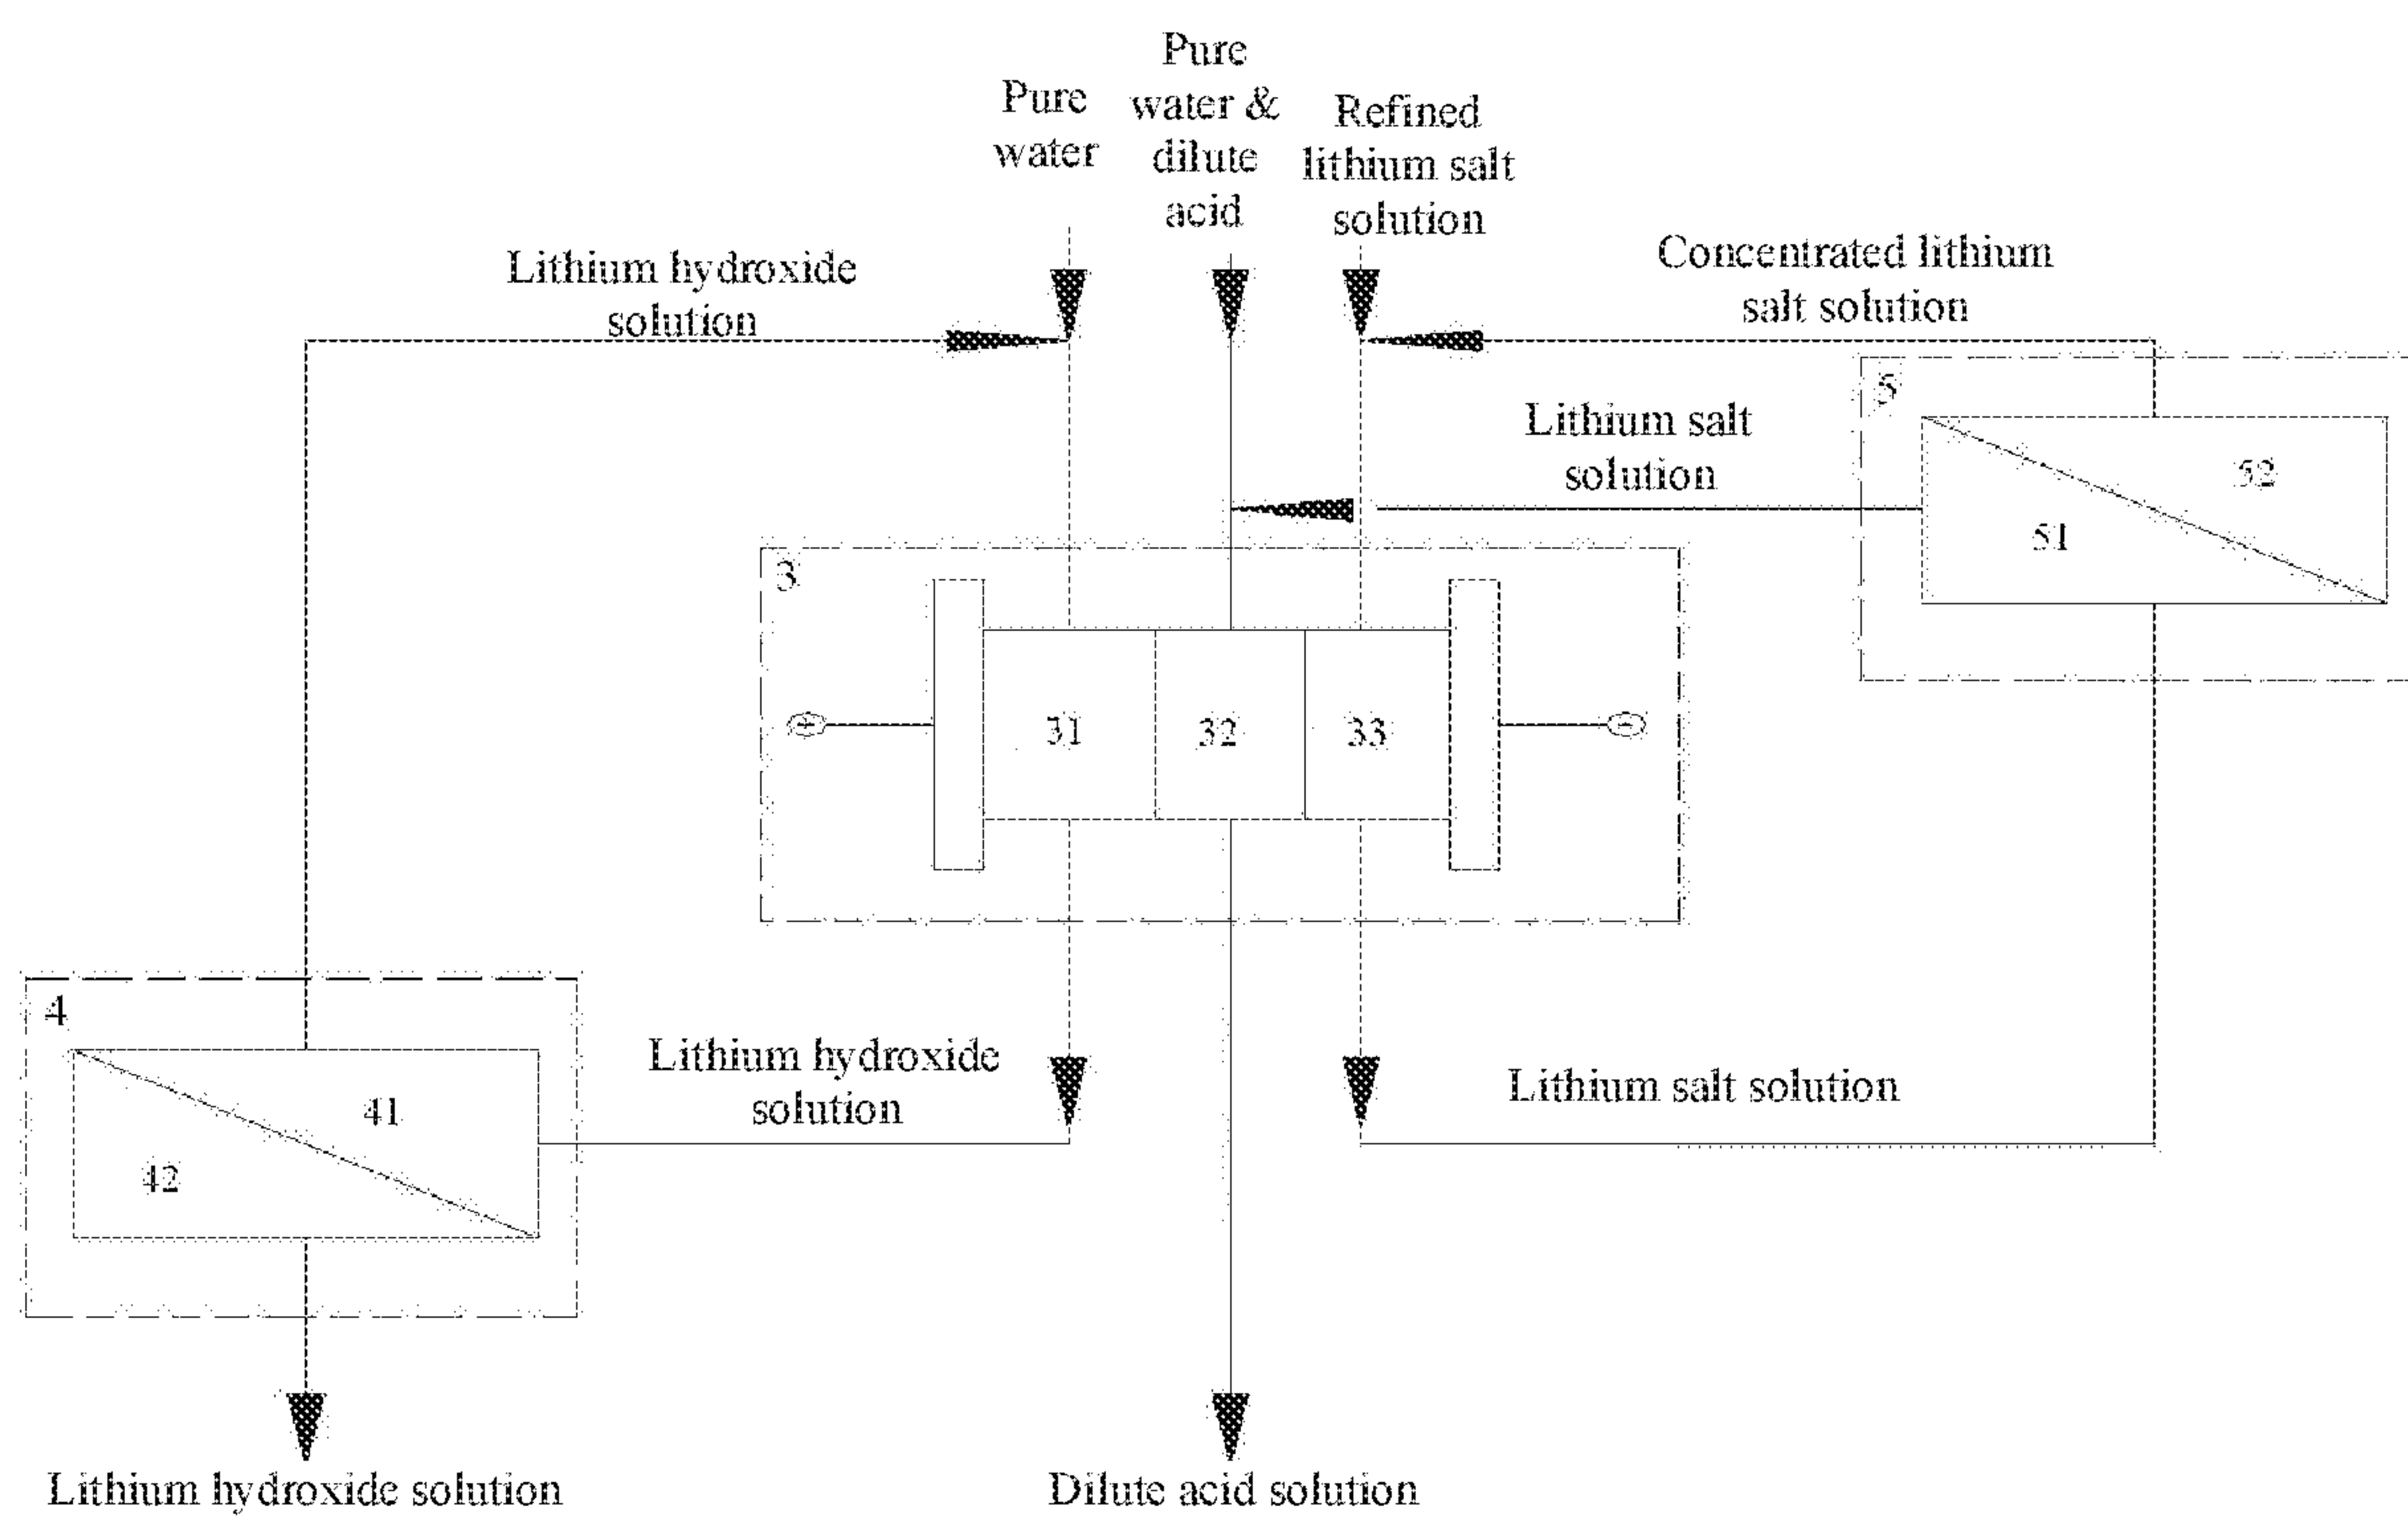 Pure
water
Pure
water &
dilute
acid
Refined
lithium salt
solution
Lithium hydroxide
solution
Concentrated lithium
salt solution
5
Lithium salt
solution
52
51
3
+
31
32
33
-
4
41
42
Lithium hydroxide
solution
Lithium salt solution
Lithium hydroxide solution
Dilute acid solution